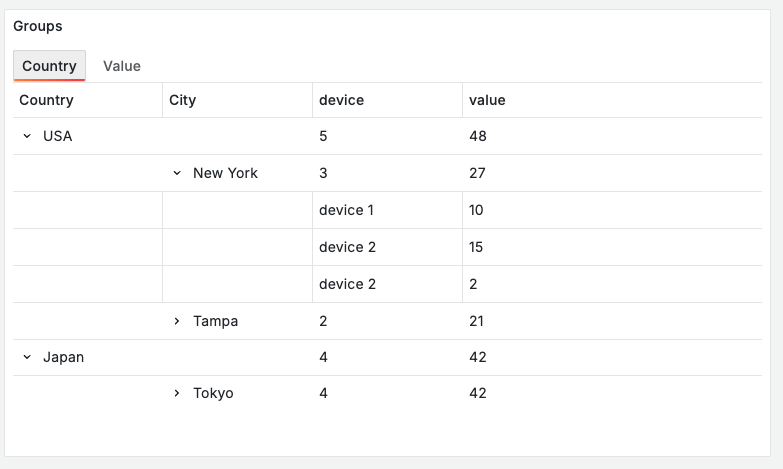 Groups
Country Value
Country City device value
USA 5 48
New York 3 27
device 1 10
device 2 15
device 2 2
Tampa 2 21
Japan 4 42
Tokyo 4 42